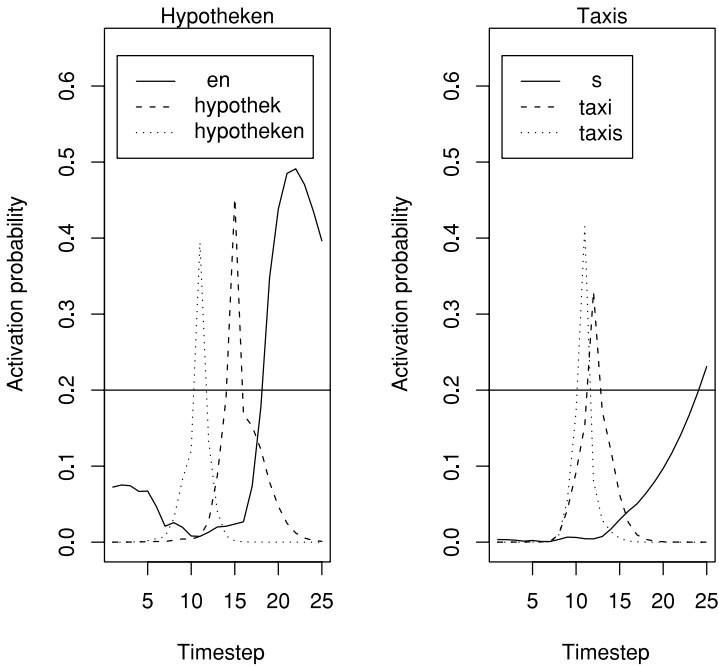 Hypotheken
en
hypothek
hypotheken
Activation probability
0.0 0.1 0.2 0.3 0.4 0.5 0.6
5 10 15 20 25
Timestep
Taxis
s
taxi
taxis
Activation probability
0.0 0.1 0.2 0.3 0.4 0.5 0.6
5 10 15 20 25
Timestep